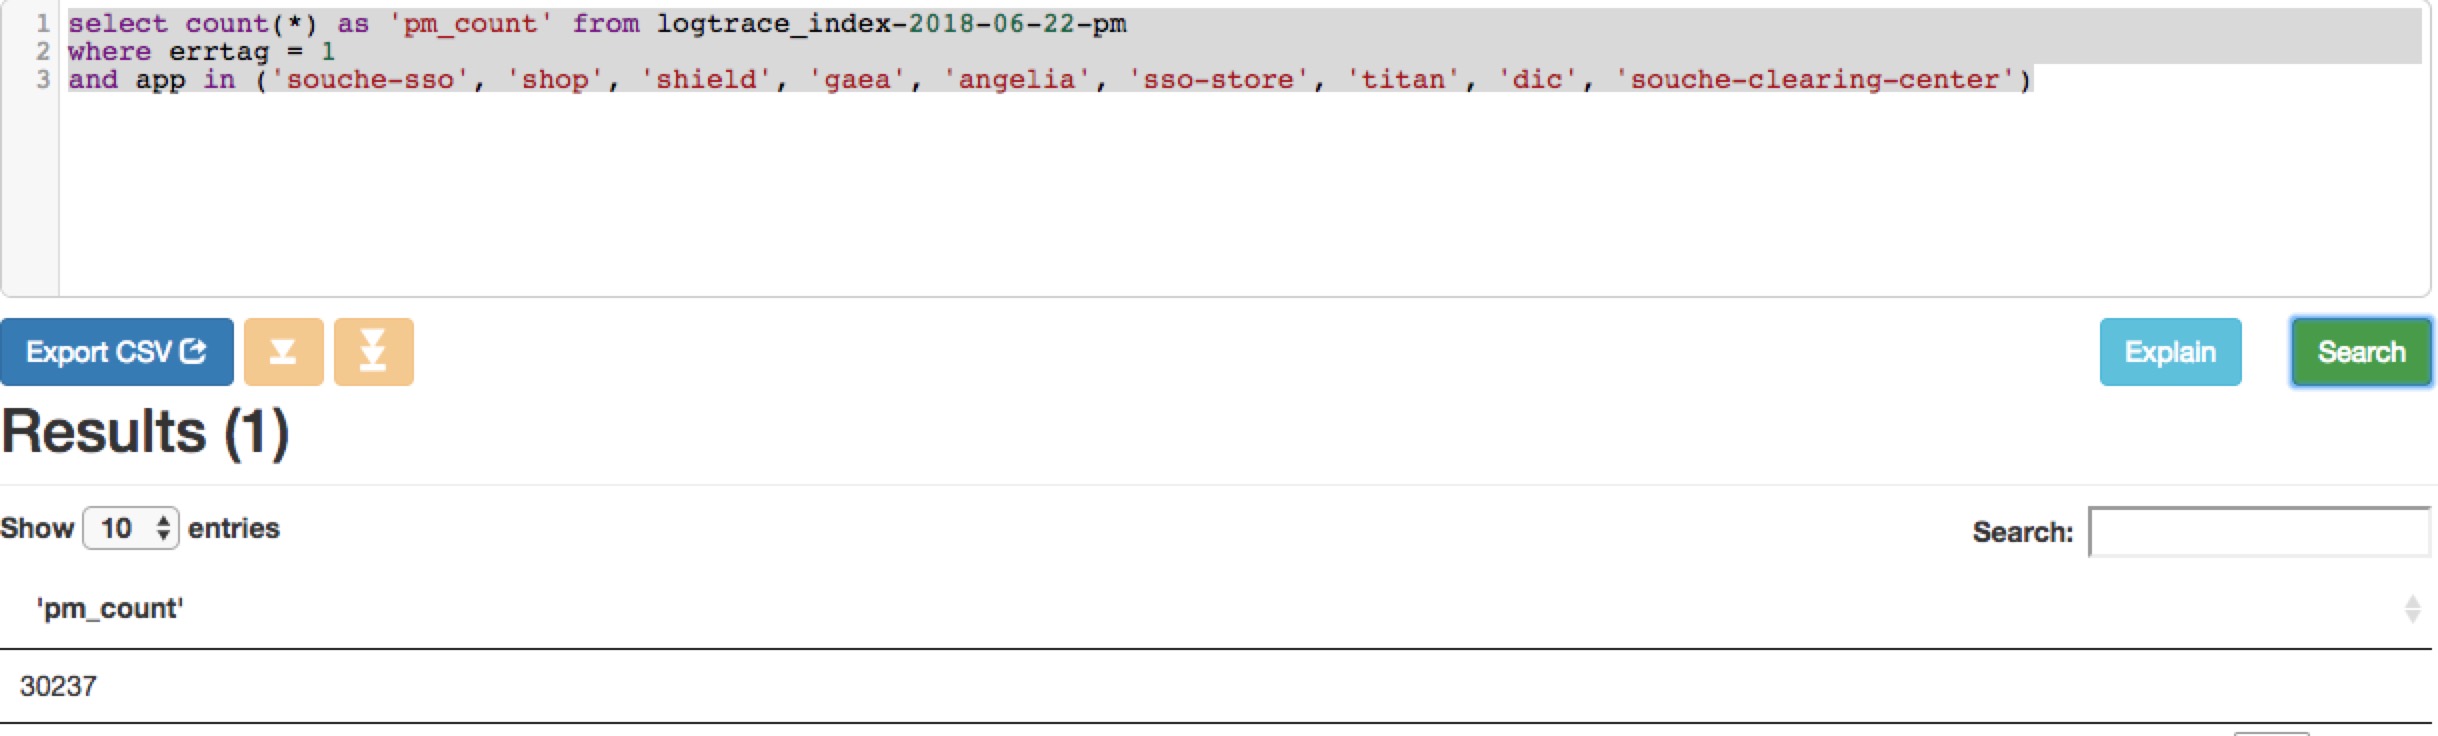 1 select count(*) as 'pm_count' from logtrace_index-2018-06-22-pm
2 where errtag = 1
3 and app in ('souche-sso', 'shop', 'shield', 'gaea', 'angelia', 'sso-store', 'titan', 'dic', 'souche-clearing-center')
Export CSV Explain Search
Results (1)
Show 10 entries Search:
'pm_count'
30237